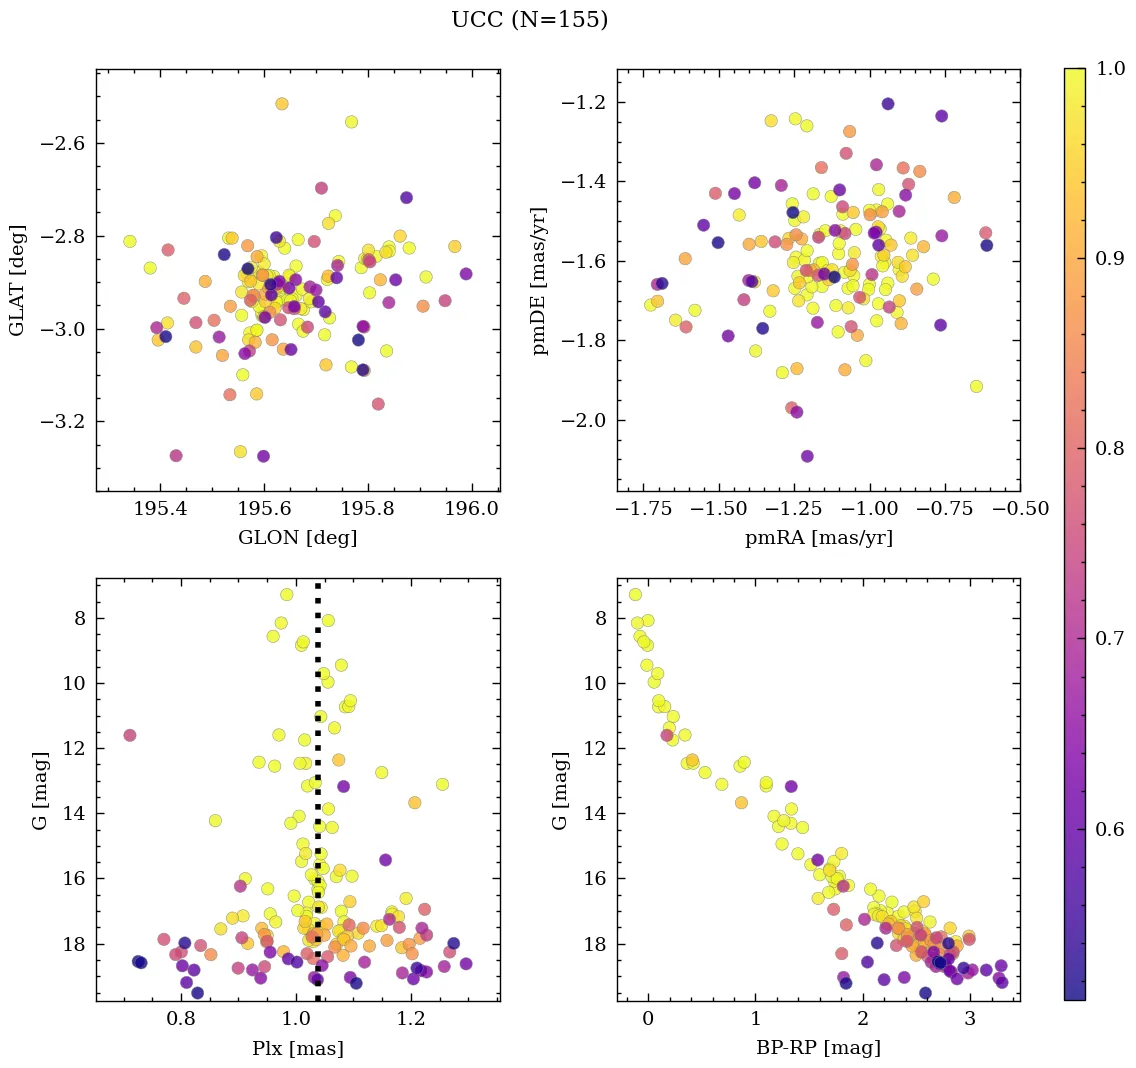 UCC (N=155)
−2.6
−2.8
−3.0
−3.2
GLAT [deg]
195.4 195.6 195.8 196.0
GLON [deg]
−1.2
−1.4
−1.6
−1.8
−2.0
pmDE [mas/yr]
−1.75 −1.50 −1.25 −1.00 −0.75 −0.50
pmRA [mas/yr]
8
10
12
14
16
18
G [mag]
0.8 1.0 1.2
Plx [mas]
8
10
12
14
16
18
G [mag]
0 1 2 3
BP-RP [mag]
1.0
0.9
0.8
0.7
0.6